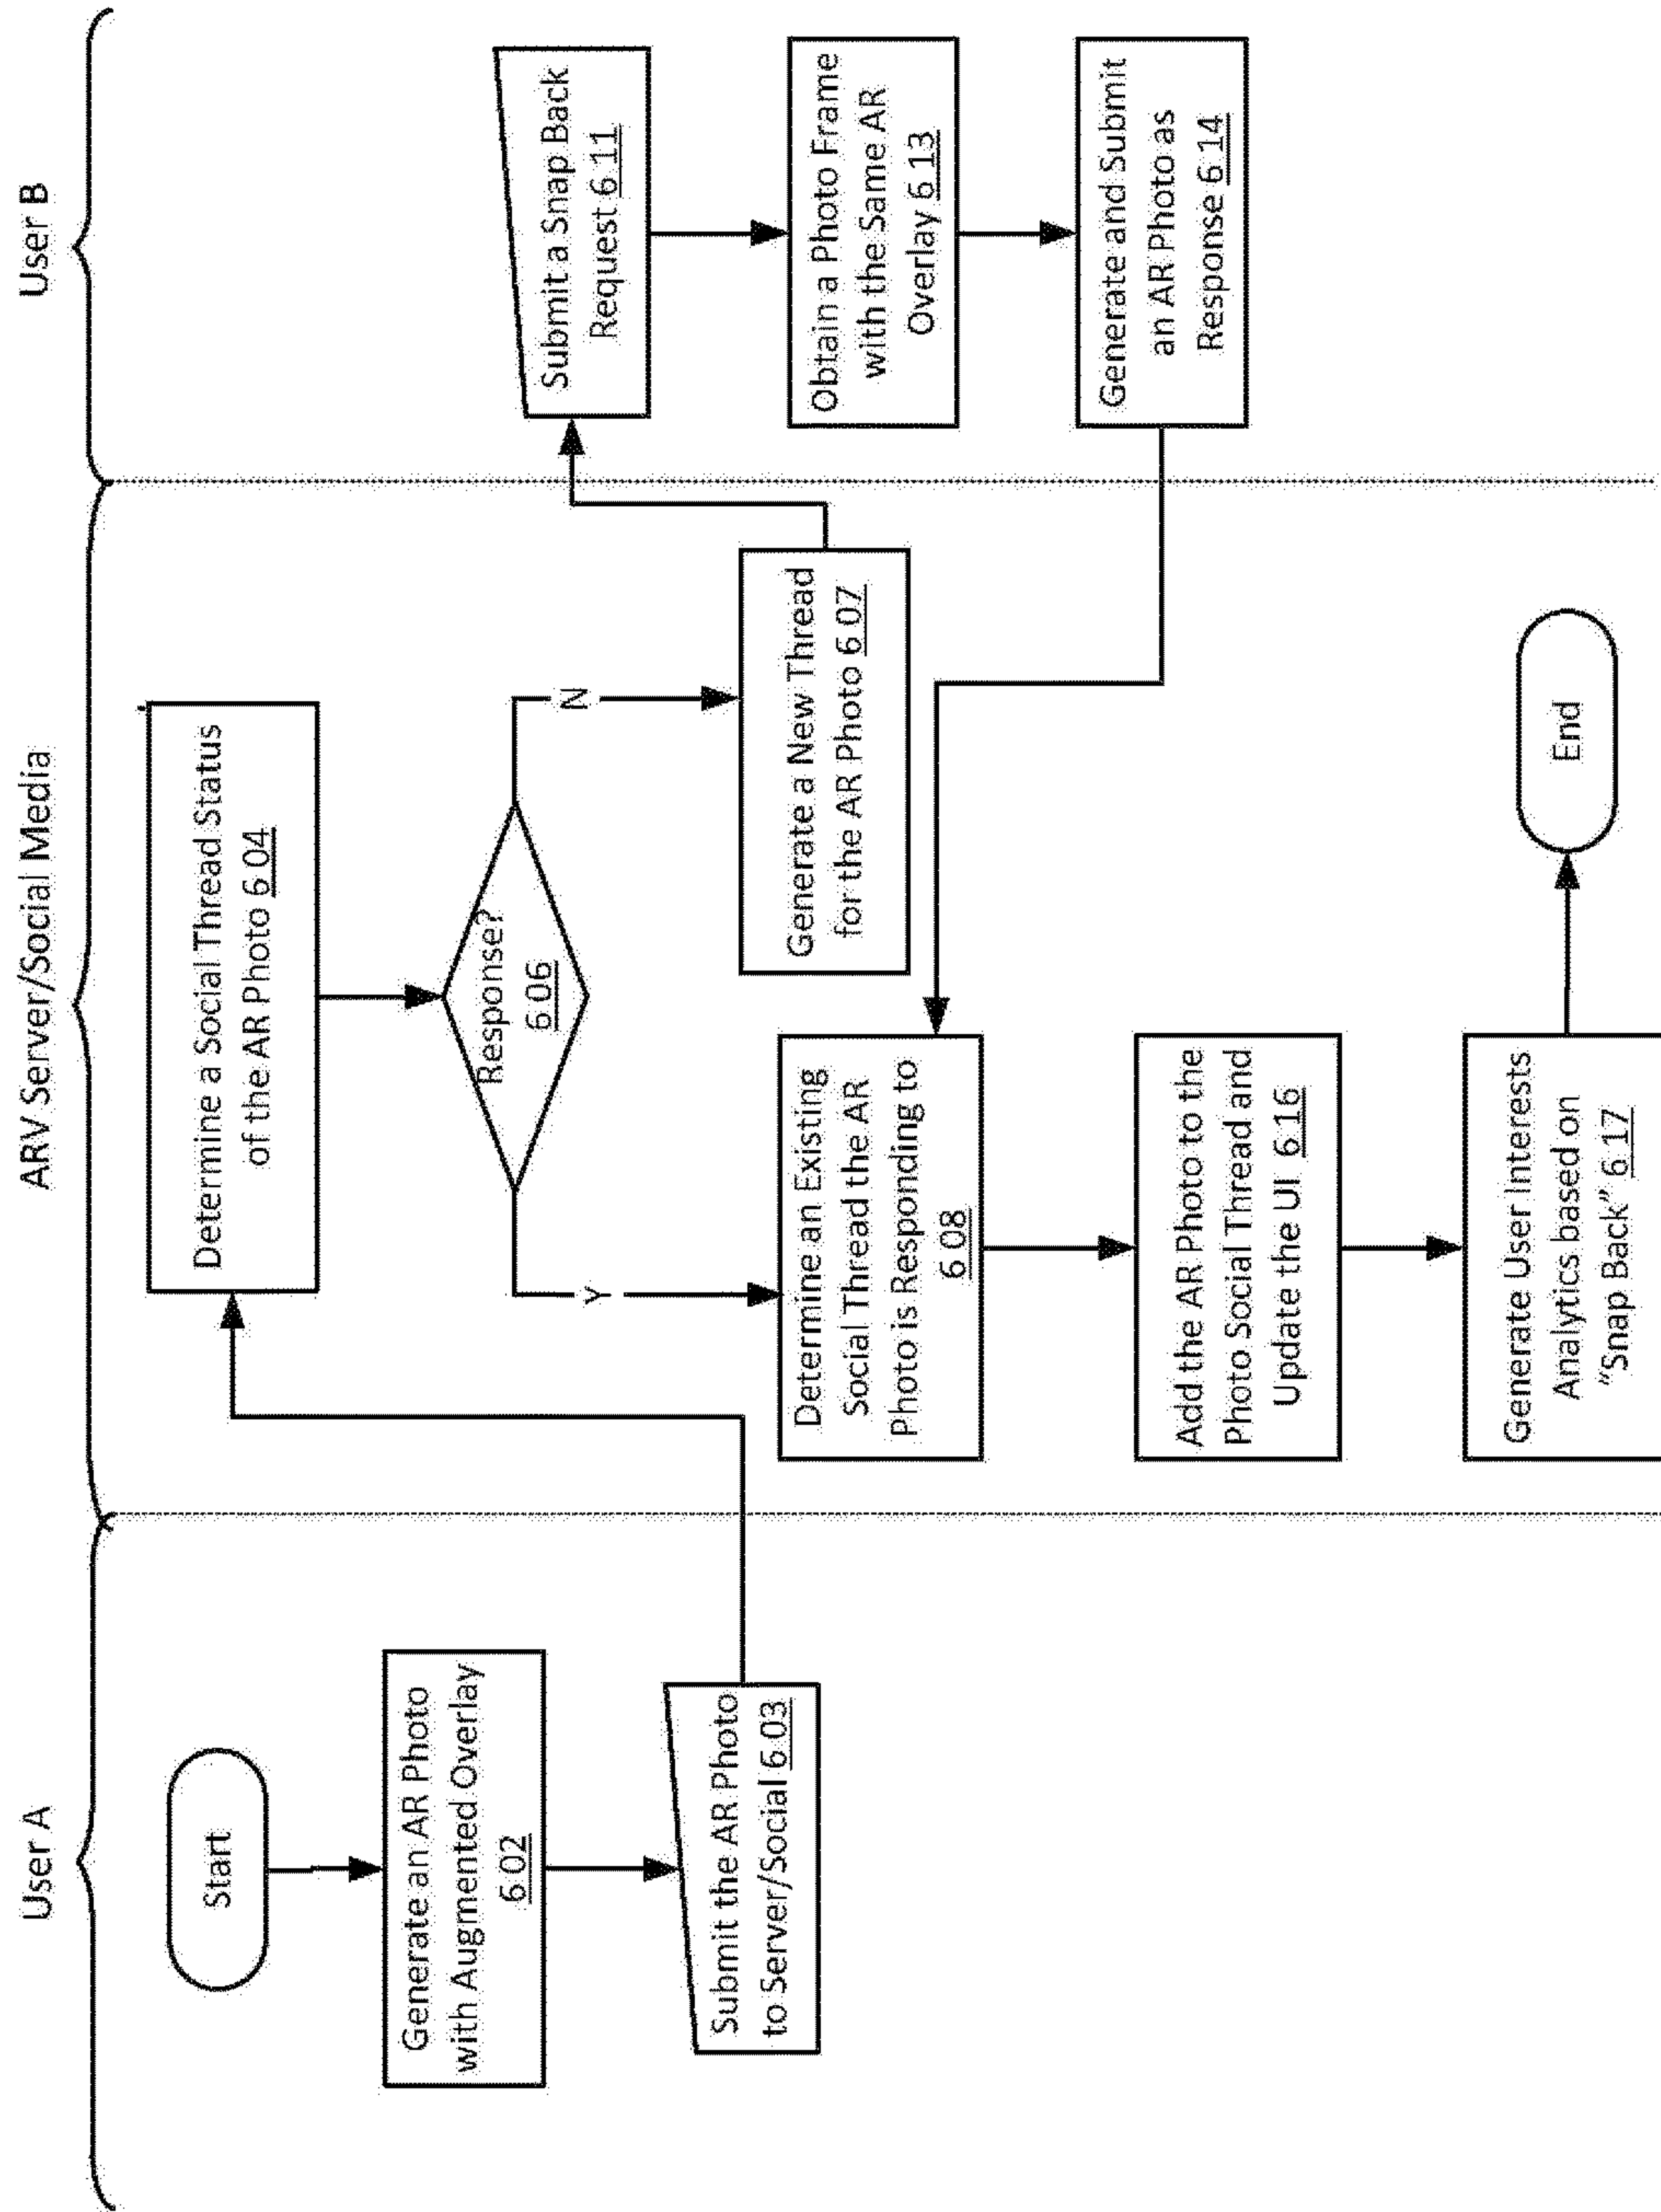 User A
ARV Server/Social Media
User B
Start
Generate an AR Photo
with Augmented Overlay
6 02
Submit the AR Photo
to Server/Social 6 03
Determine a Social Thread Status
of the AR Photo 6 04
Response?
6 06
Y
N
Generate a New Thread
for the AR Photo 6 07
Determine an Existing
Social Thread the AR
Photo is Responding to
6 08
Add the AR Photo to the
Photo Social Thread and
Update the UI 6 16
Generate User Interests
Analytics based on
“Snap Back” 6 17
End
Submit a Snap Back
Request 6 11
Obtain a Photo Frame
with the Same AR
Overlay 6 13
Generate and Submit
an AR Photo as
Response 6 14